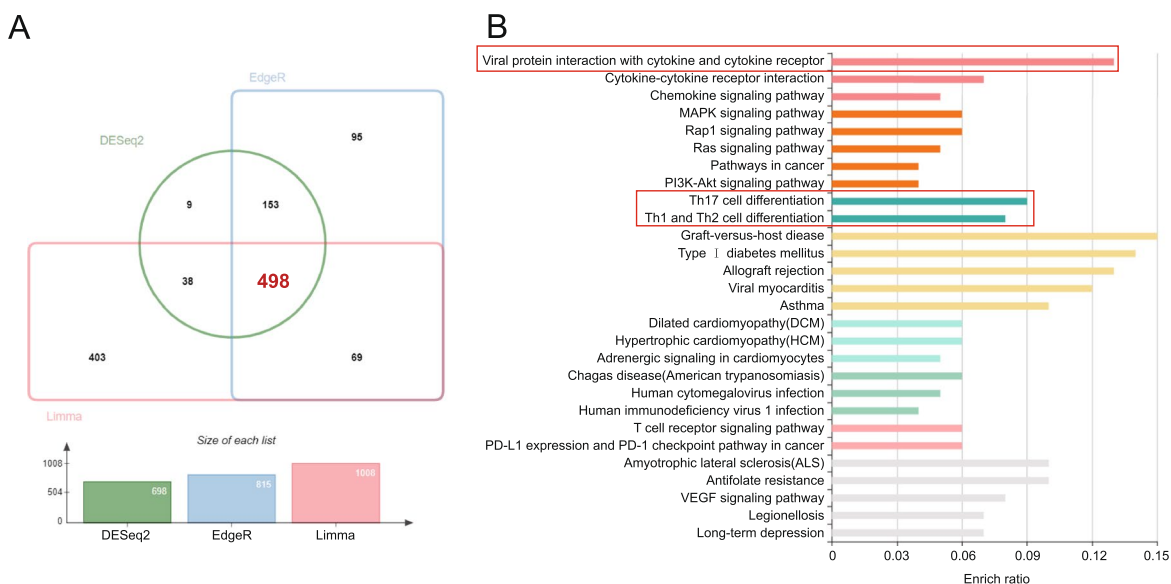 A
EdgeR
95
DESeq2
9
153
38
498
403
69
Limma
Size of each list
1008
504
0
698
815
1008
DESeq2
EdgeR
Limma
B
Viral protein interaction with cytokine and cytokine receptor
Cytokine-cytokine receptor interaction
Chemokine signaling pathway
MAPK signaling pathway
Rap1 signaling pathway
Ras signaling pathway
Pathways in cancer
PI3K-Akt signaling pathway
Th17 cell differentiation
Th1 and Th2 cell differentiation
Graft-versus-host diease
Type Ⅰ diabetes mellitus
Allograft rejection
Viral myocarditis
Asthma
Dilated cardiomyopathy(DCM)
Hypertrophic cardiomyopathy(HCM)
Adrenergic signaling in cardiomyocytes
Chagas disease(American trypanosomiasis)
Human cytomegalovirus infection
Human immunodeficiency virus 1 infection
T cell receptor signaling pathway
PD-L1 expression and PD-1 checkpoint pathway in cancer
Amyotrophic lateral sclerosis(ALS)
Antifolate resistance
VEGF signaling pathway
Legionellosis
Long-term depression
0 0.03 0.06 0.09 0.12 0.15
Enrich ratio